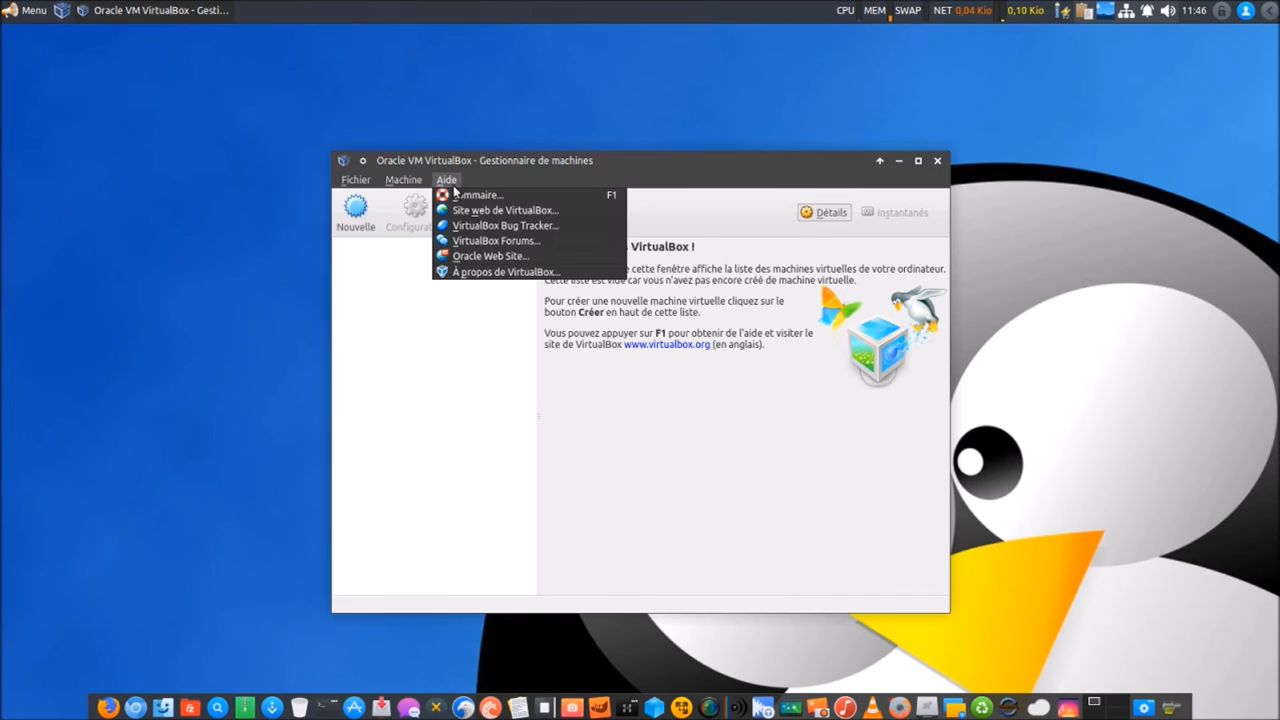 Menu
Oracle VM VirtualBox - Gesti...
CPU MEM SWAP NET 0,04 Kio 0,10 Kio 11:46
Oracle VM VirtualBox - Gestionnaire de machines
Fichier Machine Aide
Nouvelle Configurat
Sommaire... F1
Site web de VirtualBox...
VirtualBox Bug Tracker...
VirtualBox Forums...
Oracle Web Site...
À propos de VirtualBox...
Détails Instantanés
VirtualBox !
cette fenêtre affiche la liste des machines virtuelles de votre ordinateur.
Cette liste est vide car vous n'avez pas encore créé de machine virtuelle.
Pour créer une nouvelle machine virtuelle cliquez sur le
bouton Créer en haut de cette liste.
Vous pouvez appuyer sur F1 pour obtenir de l'aide et visiter le
site de VirtualBox www.virtualbox.org (en anglais).